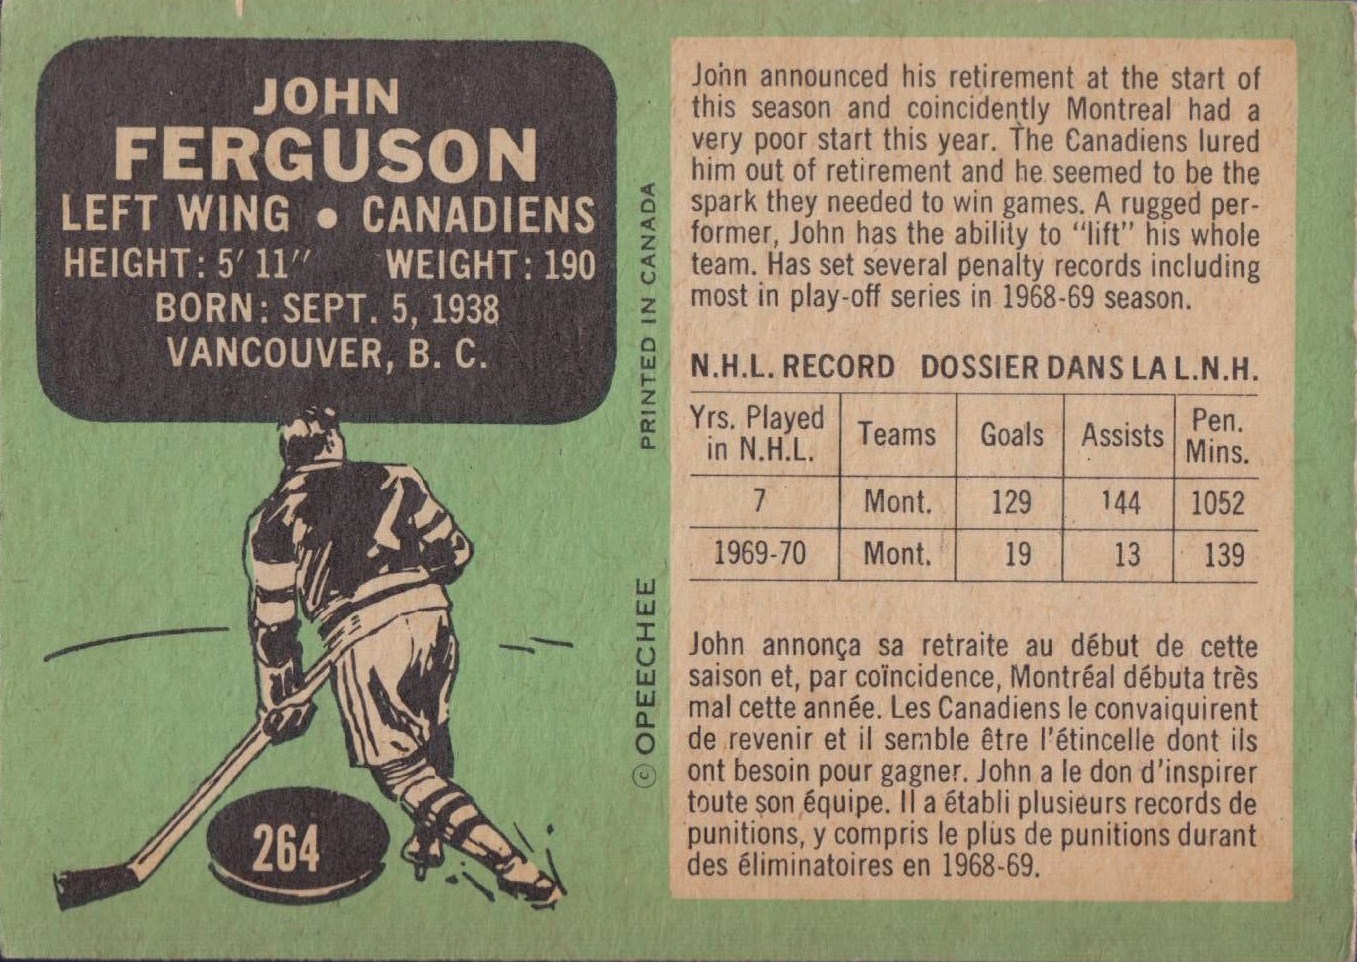 JOHN
FERGUSON
LEFT WING • CANADIENS
HEIGHT: 5' 11" WEIGHT: 190
BORN: SEPT. 5, 1938
VANCOUVER, B. C.
264
© OPEECHEE PRINTED IN CANADA
John announced his retirement at the start of
this season and coincidently Montreal had a
very poor start this year. The Canadiens lured
him out of retirement and he seemed to be the
spark they needed to win games. A rugged per-
former, John has the ability to "lift" his whole
team. Has set several penalty records including
most in play-off series in 1968-69 season.
N.H.L. RECORD DOSSIER DANS LA L.N.H.
Yrs. Played
in N.H.L. Teams Goals Assists Pen.
Mins.
7 Mont. 129 144 1052
1969-70 Mont. 19 13 139
John annonça sa retraite au début de cette
saison et, par coïncidence, Montréal débuta très
mal cette année. Les Canadiens le convaiquirent
de revenir et il semble être l'étincelle dont ils
ont besoin pour gagner. John a le don d'inspirer
toute son équipe. Il a établi plusieurs records de
punitions, y compris le plus de punitions durant
des éliminatoires en 1968-69.